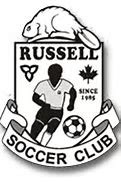 RUSSELL
SINCE
1985
SOCCER CLUB